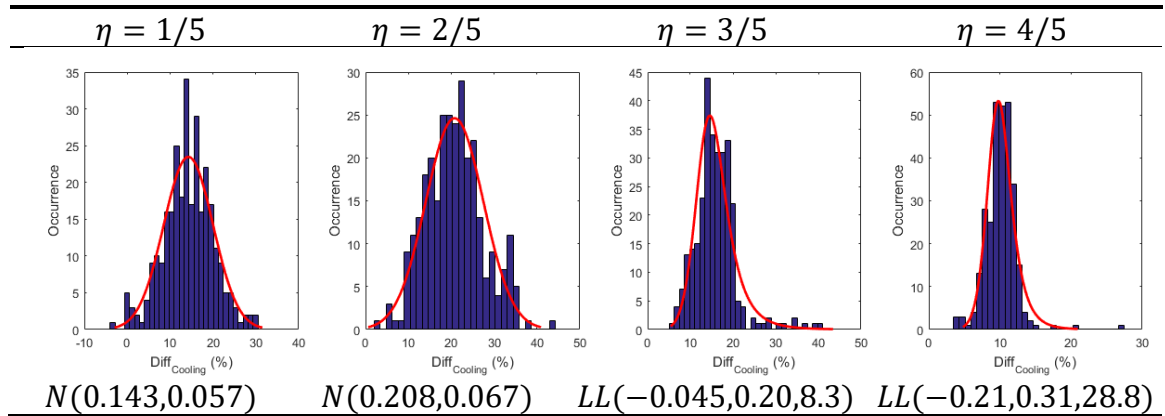 η = 1/5 η = 2/5 η = 3/5 η = 4/5
35
30
25
20
15
10
5
0
Occurrence
-10 0 10 20 30 40
Diff_Cooling (%)
30
25
20
15
10
5
0
Occurrence
0 10 20 30 40 50
Diff_Cooling (%)
45
40
35
30
25
20
15
10
5
0
Occurrence
0 10 20 30 40 50
Diff_Cooling (%)
60
50
40
30
20
10
0
Occurrence
0 10 20 30
Diff_Cooling (%)
N(0.143,0.057) N(0.208,0.067) LL(−0.045,0.20,8.3) LL(−0.21,0.31,28.8)